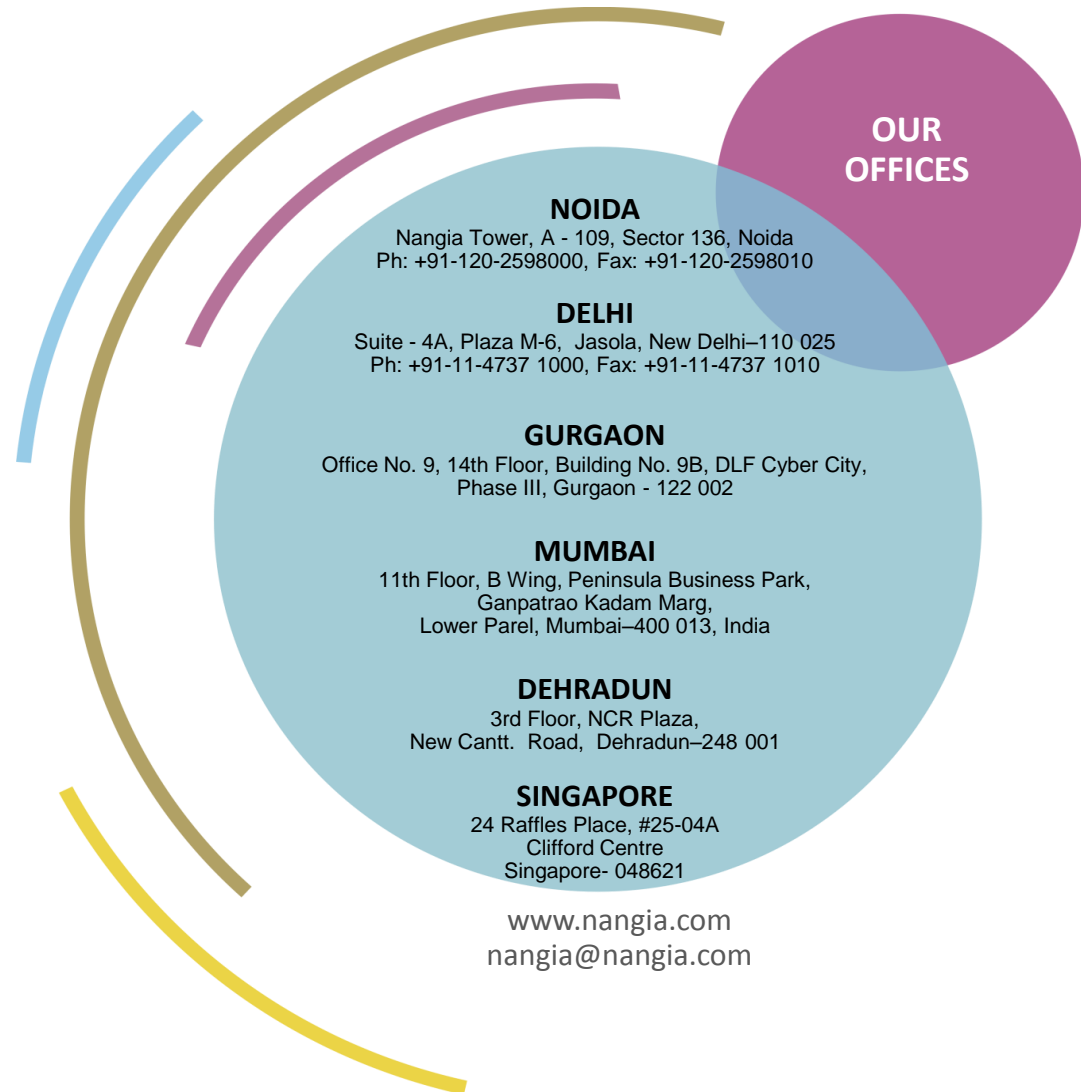 OUR
OFFICES
NOIDA
Nangia Tower, A - 109, Sector 136, Noida
Ph: +91-120-2598000, Fax: +91-120-2598010
DELHI
Suite - 4A, Plaza M-6,  Jasola, New Delhi–110 025
Ph: +91-11-4737 1000, Fax: +91-11-4737 1010
GURGAON
Office No. 9, 14th Floor, Building No. 9B, DLF Cyber City,
Phase III, Gurgaon - 122 002
MUMBAI
11th Floor, B Wing, Peninsula Business Park,
Ganpatrao Kadam Marg,
Lower Parel, Mumbai–400 013, India
DEHRADUN
3rd Floor, NCR Plaza,
New Cantt.  Road,  Dehradun–248 001
SINGAPORE
24 Raffles Place, #25-04A
Clifford Centre
Singapore- 048621
www.nangia.com
nangia@nangia.com